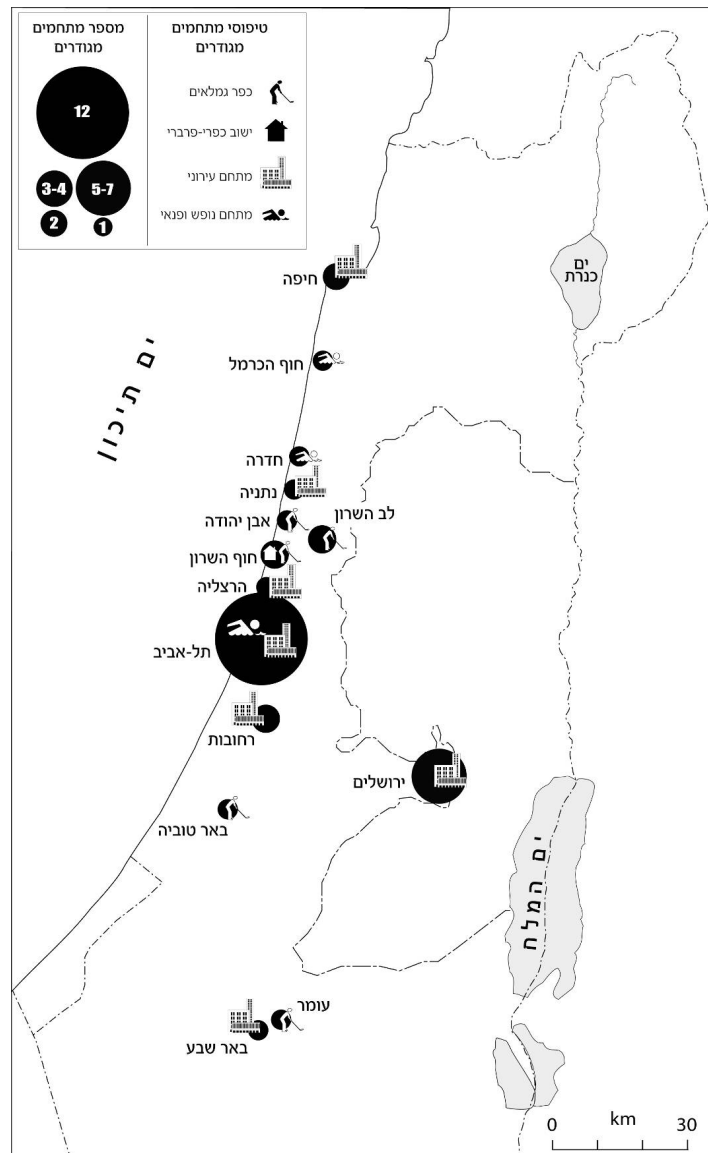 טיפוסי מתחמים
מגודרים
כפר גמלאים
ישוב כפרי-פרברי
מתחם עירוני
מתחם נופש ופנאי
מספר מתחמים
מגודרים
12
3-4
5-7
2
1
ים
כנרת
חיפה
ים תיכון
חוף הכרמל
חדרה
נתניה
לב השרון
אבן יהודה
חוף השרון
הרצליה
תל-אביב
רחובות
ירושלים
באר טוביה
ים המלח
עומר
באר שבע
km
0
30